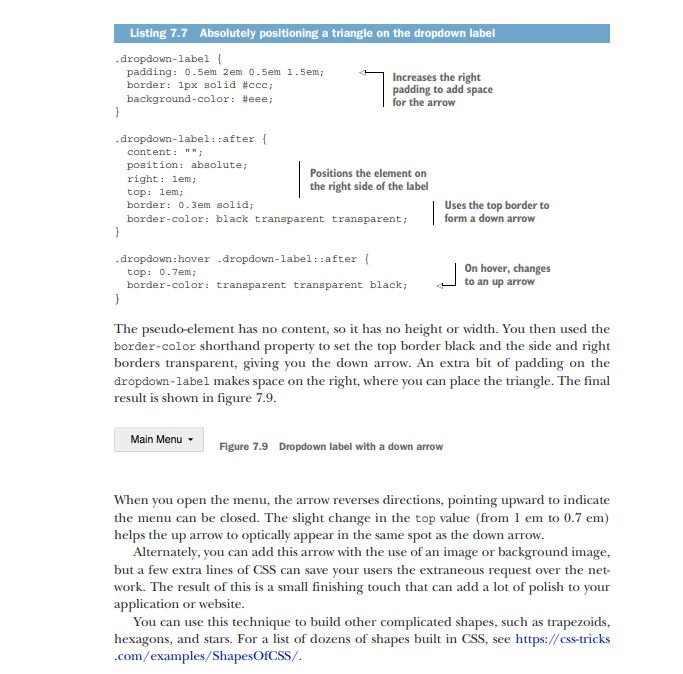 Listing 7.7 Absolutely positioning a triangle on the dropdown label
.dropdown-label {
padding: 0.5em 2em 0.5em 1.5em;
border: 1px solid #ccc;
background-color: #eee;
}
Increases the right
padding to add space
for the arrow
.dropdown-label::after {
content: "";
position: absolute;
right: 1em;
top: 1em;
border: 0.3em solid;
border-color: black transparent transparent;
}
Positions the element on
the right side of the label
Uses the top border to
form a down arrow
.dropdown:hover .dropdown-label::after {
top: 0.7em;
border-color: transparent transparent black;
}
On hover, changes
to an up arrow
The pseudo-element has no content, so it has no height or width. You then used the
border-color shorthand property to set the top border black and the side and right
borders transparent, giving you the down arrow. An extra bit of padding on the
dropdown-label makes space on the right, where you can place the triangle. The final
result is shown in figure 7.9.
Main Menu
Figure 7.9 Dropdown label with a down arrow
When you open the menu, the arrow reverses directions, pointing upward to indicate
the menu can be closed. The slight change in the top value (from 1 em to 0.7 em)
helps the up arrow to optically appear in the same spot as the down arrow.
Alternately, you can add this arrow with the use of an image or background image,
but a few extra lines of CSS can save your users the extraneous request over the net-
work. The result of this is a small finishing touch that can add a lot of polish to your
application or website.
You can use this technique to build other complicated shapes, such as trapezoids,
hexagons, and stars. For a list of dozens of shapes built in CSS, see https://css-tricks
.com/examples/ShapesOfCSS/.